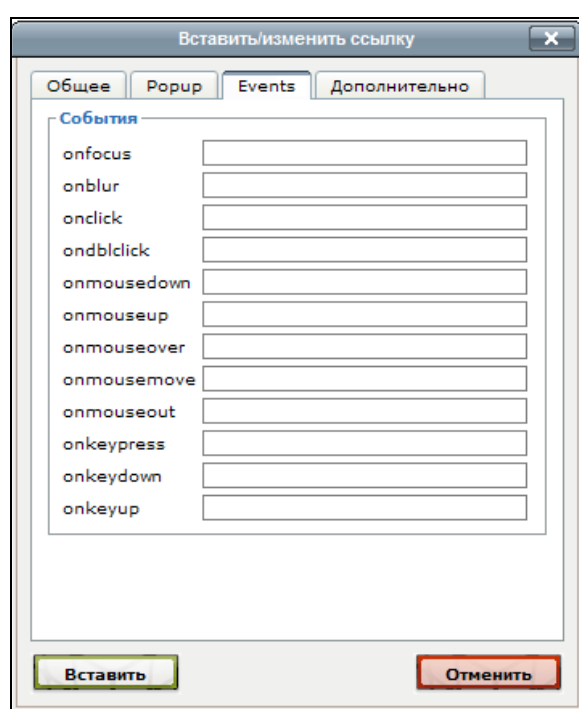 Вставить/изменить ссылку
Общее Popup Events Дополнительно
События
onfocus
onblur
onclick
ondblclick
onmousedown
onmouseup
onmouseover
onmousemove
onmouseout
onkeypress
onkeydown
onkeyup
Вставить Отменить